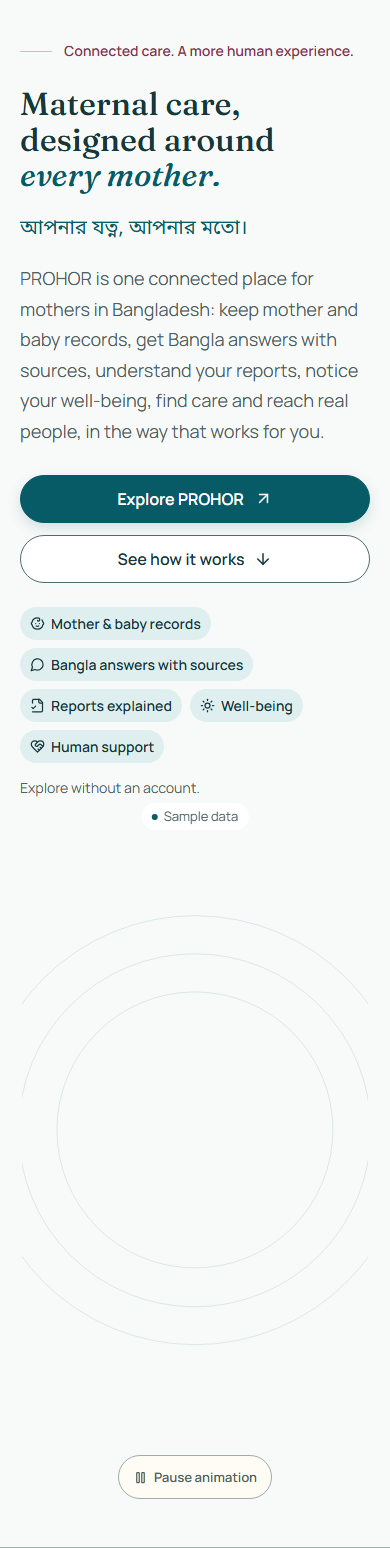 Connected care. A more human experience.
Maternal care,
designed around
every mother.
আপনার যত্ন, আপনার মতো।
PROHOR is one connected place for
mothers in Bangladesh: keep mother and
baby records, get Bangla answers with
sources, understand your reports, notice
your well-being, find care and reach real
people, in the way that works for you.
Explore PROHOR
See how it works
Mother & baby records
Bangla answers with sources
Reports explained
Well-being
Human support
Explore without an account.
Sample data
Pause animation